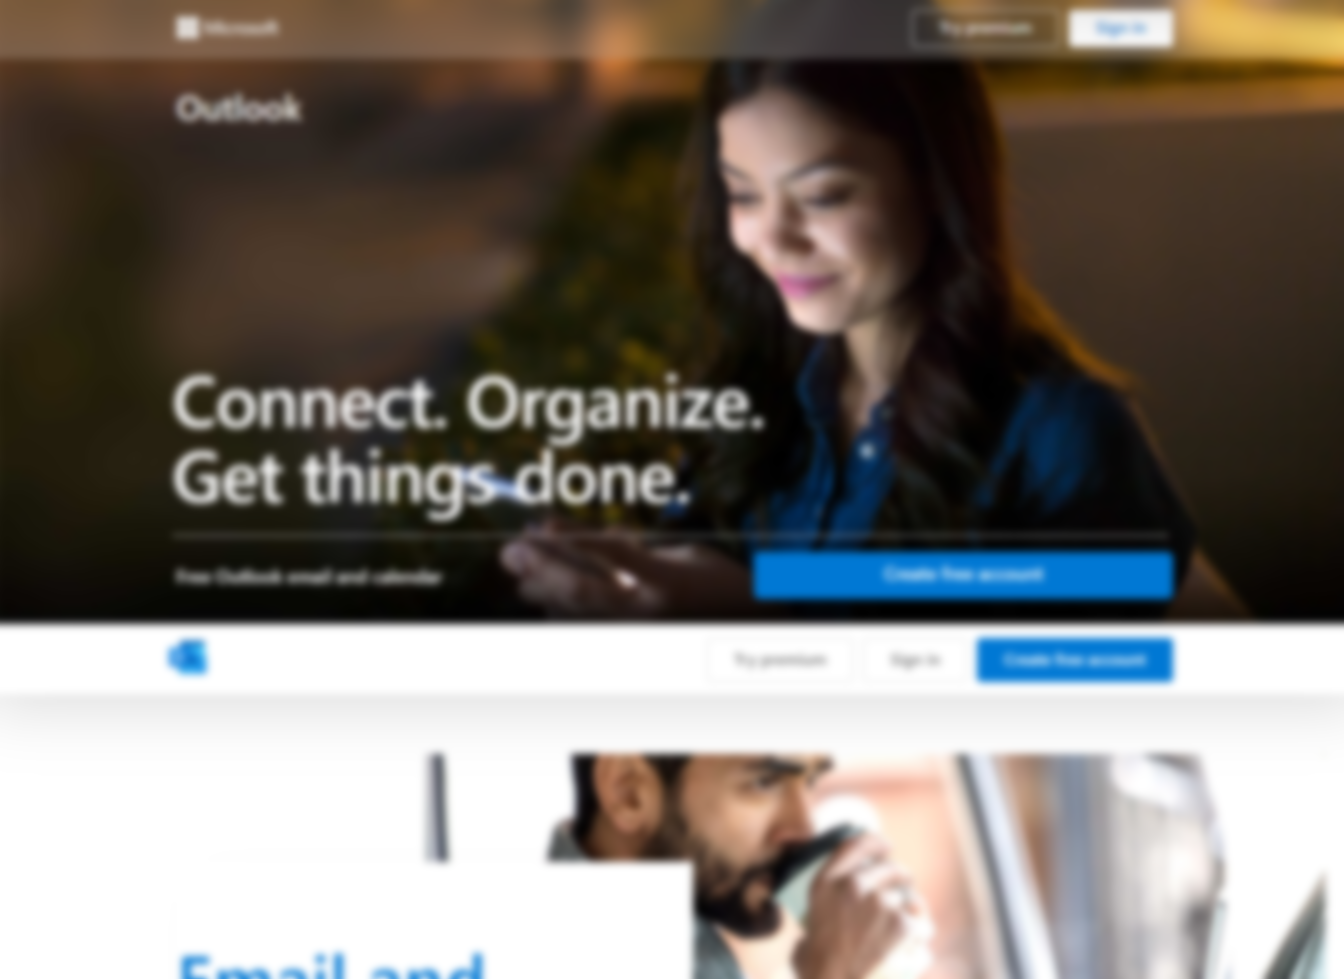 Microsoft
Try premium
Sign in
Outlook
Connect. Organize.
Get things done.
Free Outlook email and calendar
Create free account
Try premium
Sign in
Create free account
Email and